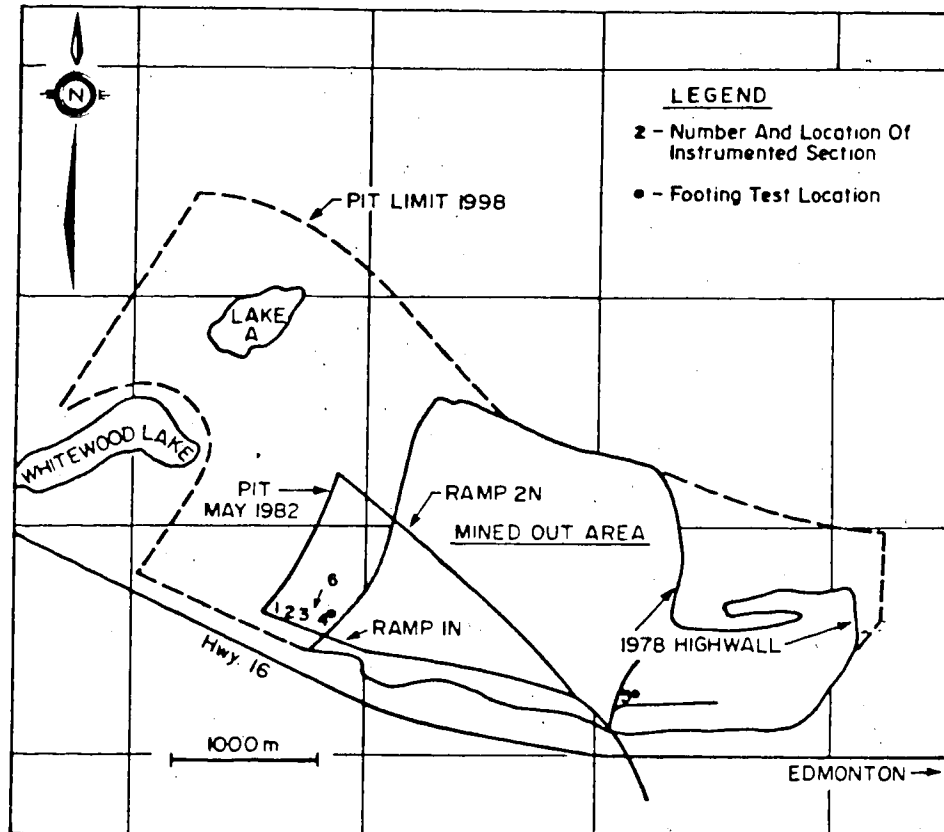 N
LEGEND
2 - Number And Location Of
Instrumented Section
- Footing Test Location
PIT LIMIT 1998
LAKE
A
WHITEWOOD LAKE
PIT
MAY 1982
RAMP 2N
MINED OUT AREA
6
1 2 3 4
RAMP 1N
1978 HIGHWALL
Hwy. 16
1000 m
EDMONTON